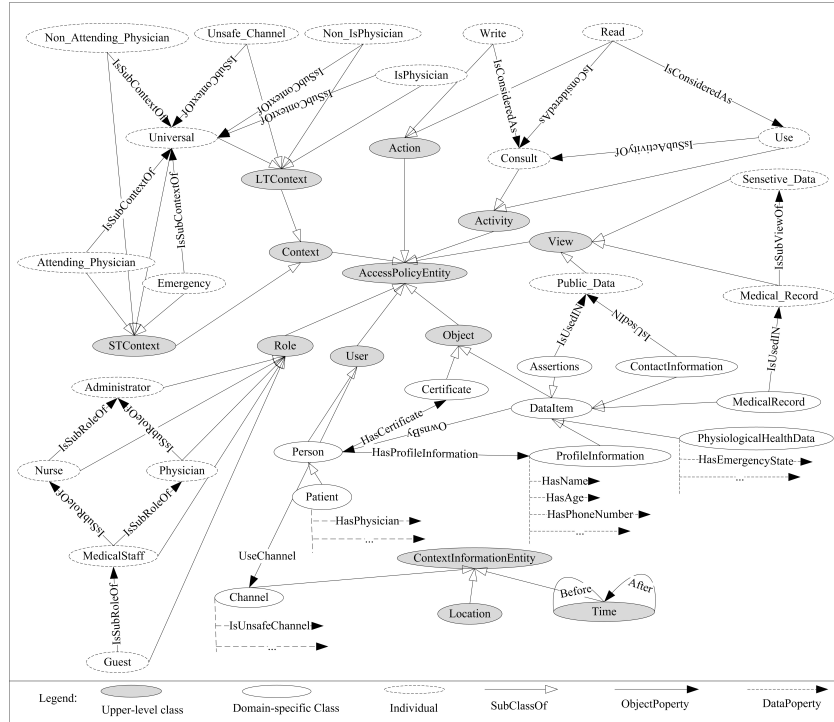 Non_Attending_Physician
Unsafe_Channel
Non_IsPhysician
Write
Read
IsPhysician
IsSubContextOf
IsSubContextOf
IsSubContextOf
IsSubContextOf
IsConsideredAs
IsConsideredAs
IsConsideredAs
Universal
Action
Use
Consult
IsSubActivityOf
LTContext
Sensetive_Data
Activity
IsSubContextOf
IsSubContextOf
IsSubViewOf
Context
View
Attending_Physician
Emergency
AccessPolicyEntity
Public_Data
Medical_Record
STContext
Role
User
Object
IsUsedIN
IsUsedIN
IsUsedIN
Assertions
ContactInformation
Administrator
Certificate
MedicalRecord
IsSubRoleOf
IsSubRoleOf
HasCertificate
OwnsBy
DataItem
PhysiologicalHealthData
Nurse
Physician
Person
HasProfileInformation
ProfileInformation
HasEmergencyState
...
IsSubRoleOf
IsSubRoleOf
Patient
HasName
HasAge
HasPhoneNumber
...
HasPhysician
...
MedicalStaff
UseChannel
ContextInformationEntity
Channel
Before
After
IsSubRoleOf
IsUnsafeChannel
...
Location
Time
Guest
Legend:
Upper-level class
Domain-specific Class
Individual
SubClassOf
ObjectPoperty
DataPoperty